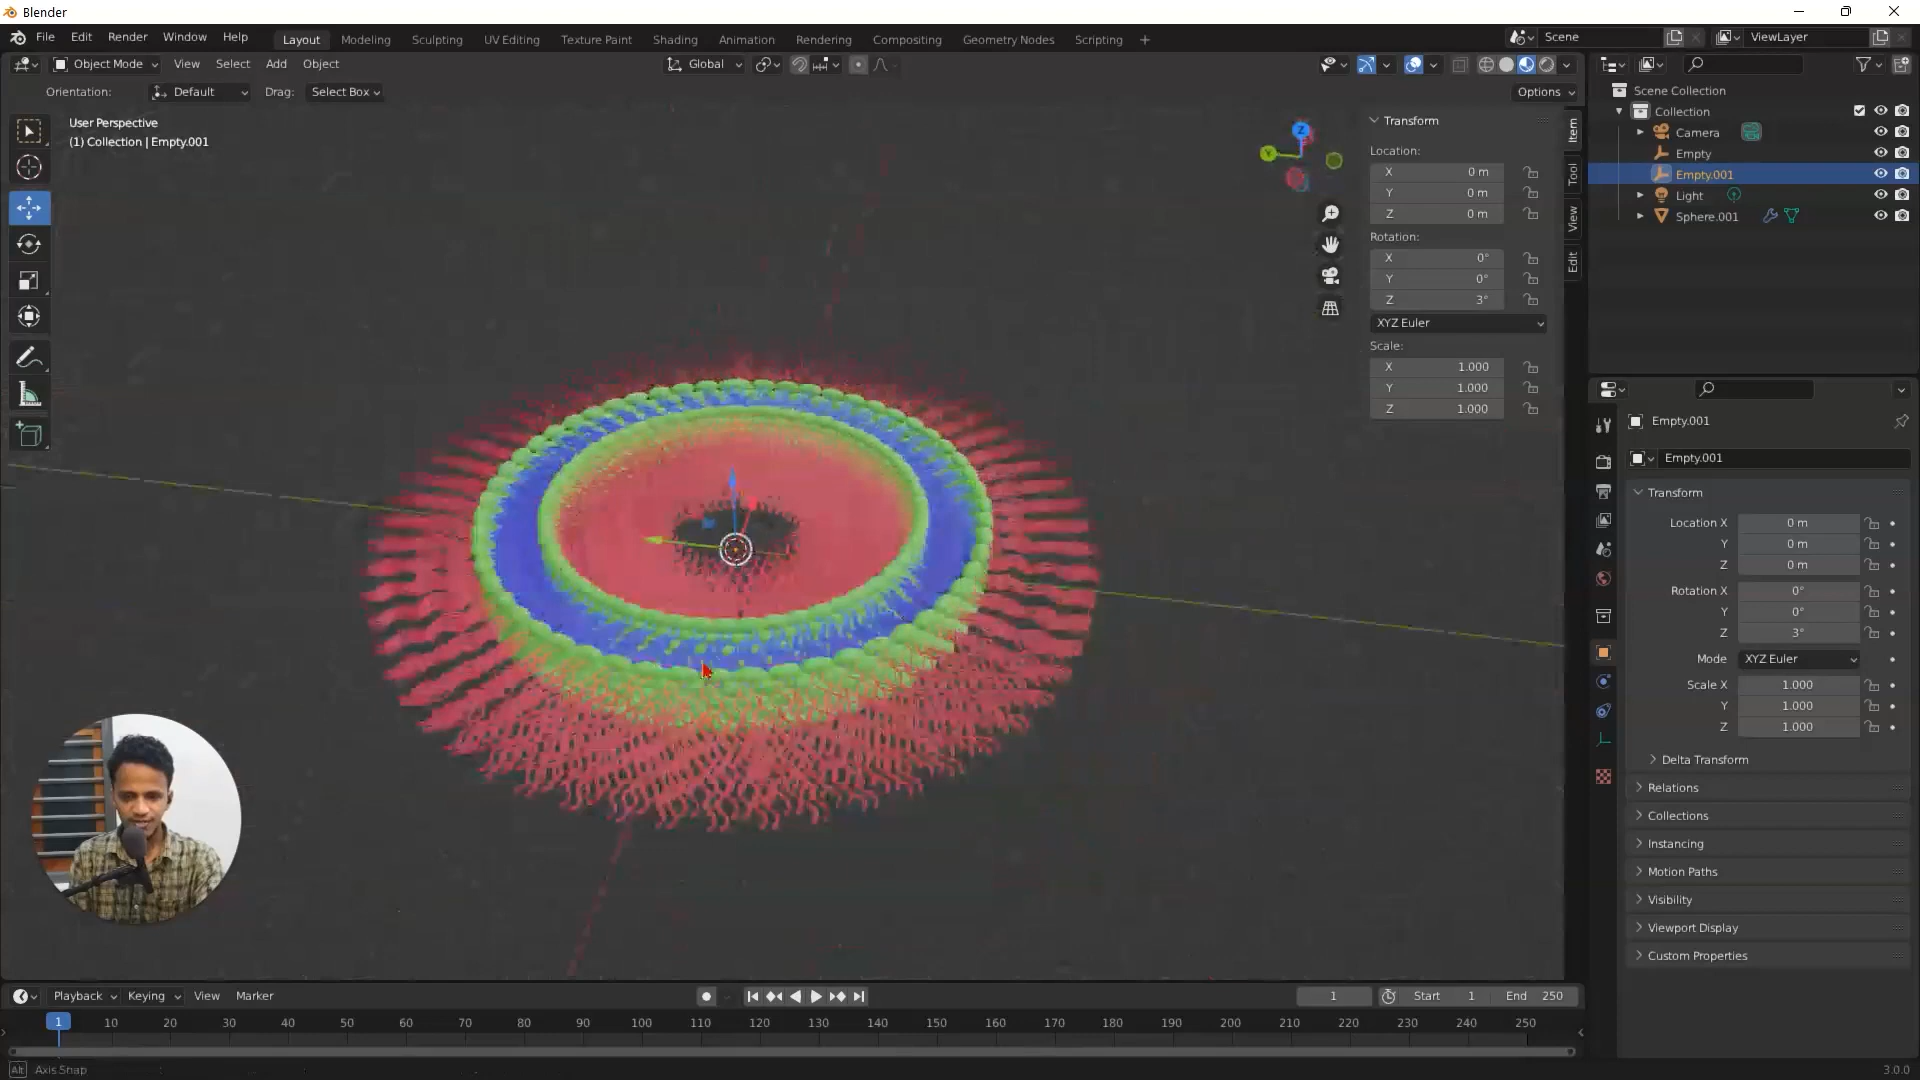 Blender
File Edit Render Window Help Layout Modeling Sculpting UV Editing Texture Paint Shading Animation Rendering Compositing Geometry Nodes Scripting + Scene ViewLayer
Object Mode View Select Add Object Global
Orientation: Default Drag: Select Box Options
User Perspective
(1) Collection | Empty.001
Z
Y
Transform
Location:
X 0 m
Y 0 m
Z 0 m
Rotation:
X 0°
Y 0°
Z 3°
XYZ Euler
Scale:
X 1.000
Y 1.000
Z 1.000
Item
Tool
View
Edit
Scene Collection
Collection
Camera
Empty
Empty.001
Light
Sphere.001
Empty.001
Empty.001
Transform
Location X 0 m
Y 0 m
Z 0 m
Rotation X 0°
Y 0°
Z 3°
Mode XYZ Euler
Scale X 1.000
Y 1.000
Z 1.000
Delta Transform
Relations
Collections
Instancing
Motion Paths
Visibility
Viewport Display
Custom Properties
Playback Keying View Marker 1 Start 1 End 250
1 10 20 30 40 50 60 70 80 90 100 110 120 130 140 150 160 170 180 190 200 210 220 230 240 250
Alt Axis Snap 3.0.0